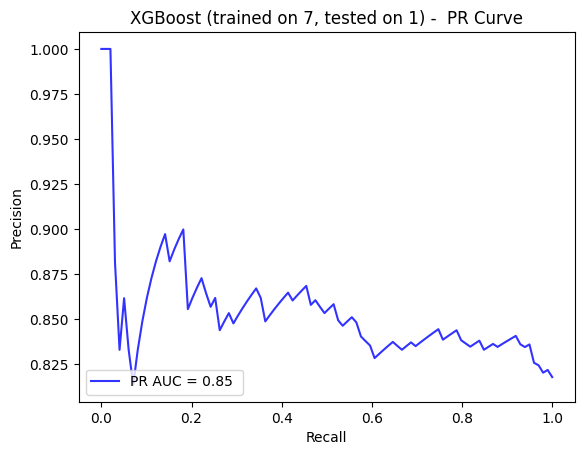 XGBoost (trained on 7, tested on 1) -  PR Curve
1.000
0.975
0.950
0.925
0.900
0.875
0.850
0.825
Precision
PR AUC = 0.85
0.0 0.2 0.4 0.6 0.8 1.0
Recall